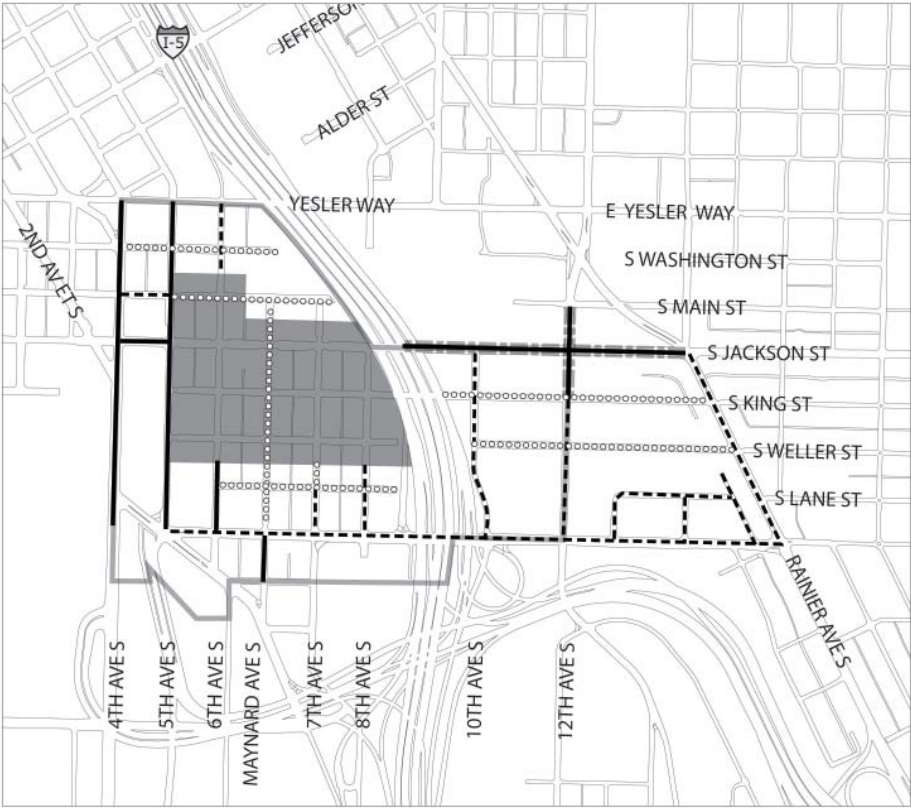 JEFFERSON
I-5
ALDER ST
YESLER WAY
E YESLER WAY
2ND AV ET S
S WASHINGTON ST
S MAIN ST
S JACKSON ST
S KING ST
S WELLER ST
S LANE ST
RAINIER AVE S
4TH AVE S
5TH AVE S
6TH AVE S
MAYNARD AVE S
7TH AVE S
8TH AVE S
10TH AVE S
12TH AVE S